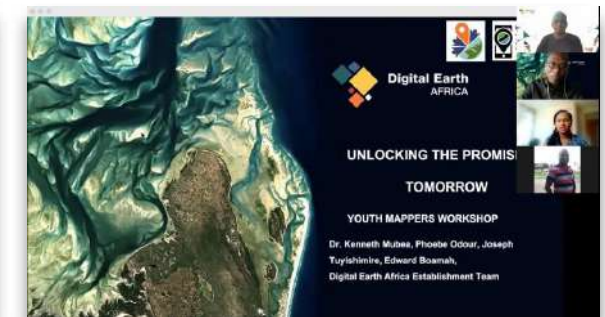 Digital Earth
AFRICA
UNLOCKING THE PROMIS
TOMORROW
YOUTH MAPPERS WORKSHOP
Dr. Kenneth Mubea, Phoebe Odour, Joseph
Tuyishimire, Edward Boamah,
Digital Earth Africa Establishment Team